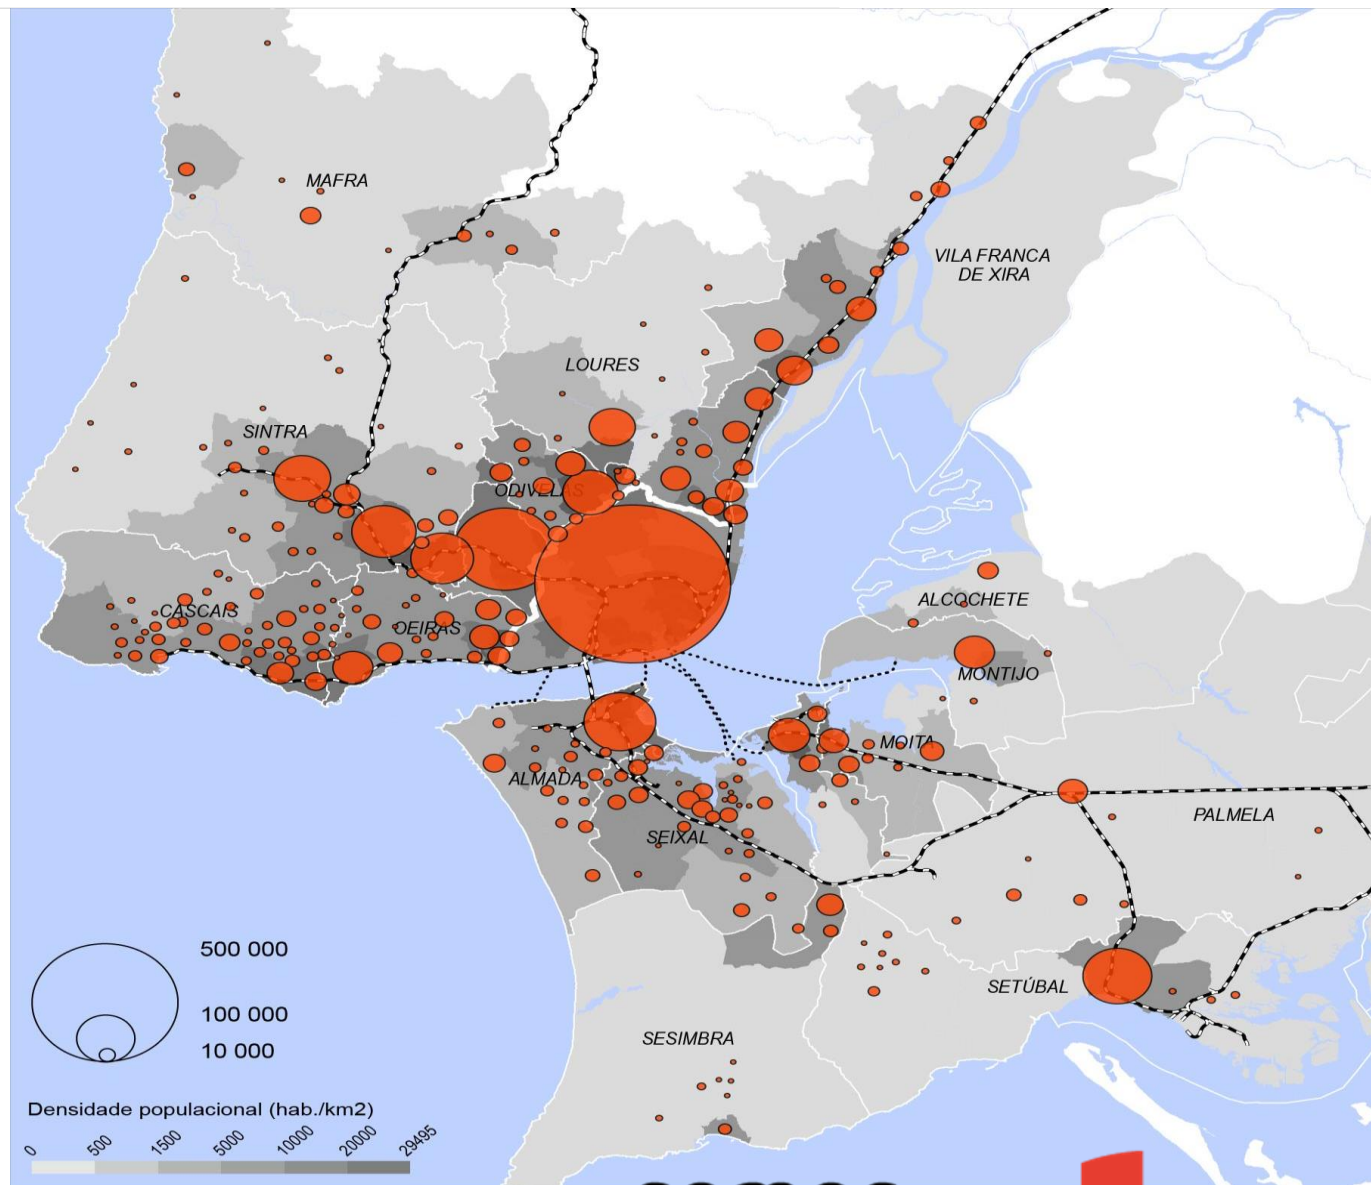 MAFRA
VILA FRANCA
DE XIRA
LOURES
SINTRA
ODIVELAS
CASCAIS
OEIRAS
ALCOCHETE
MONTIJO
MOITA
ALMADA
SEIXAL
PALMELA
SETÚBAL
SESIMBRA
500 000
100 000
10 000
Densidade populacional (hab./km2)
0 500 1500 5000 10000 20000 29495